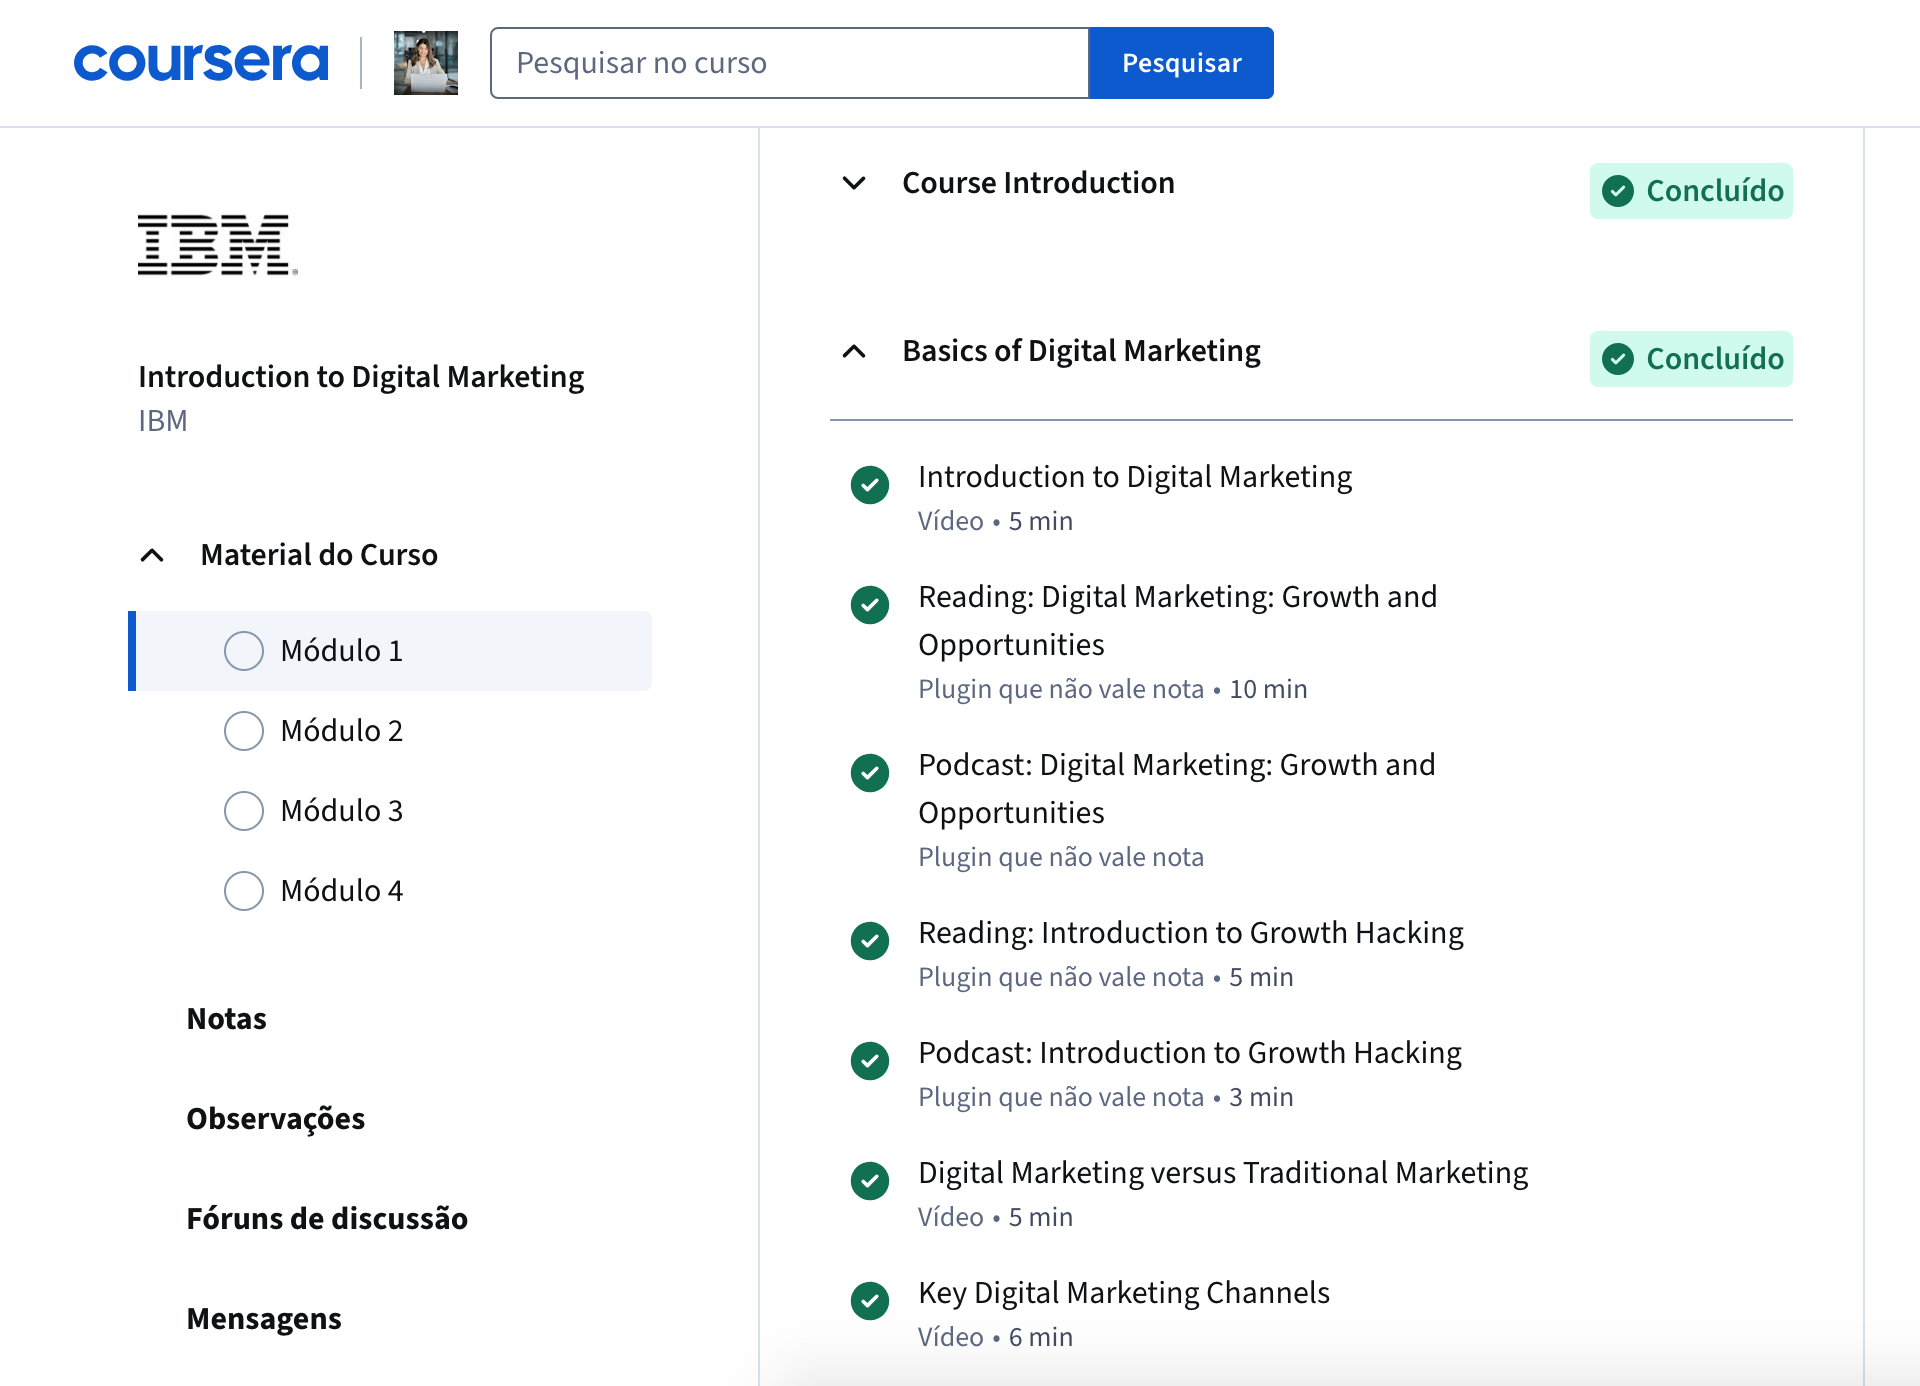 coursera
Pesquisar no curso
Pesquisar
IBM
Introduction to Digital Marketing
IBM
Material do Curso
Módulo 1
Módulo 2
Módulo 3
Módulo 4
Notas
Observações
Fóruns de discussão
Mensagens
Course Introduction
Concluído
Basics of Digital Marketing
Concluído
Introduction to Digital Marketing
Vídeo • 5 min
Reading: Digital Marketing: Growth and
Opportunities
Plugin que não vale nota • 10 min
Podcast: Digital Marketing: Growth and
Opportunities
Plugin que não vale nota
Reading: Introduction to Growth Hacking
Plugin que não vale nota • 5 min
Podcast: Introduction to Growth Hacking
Plugin que não vale nota • 3 min
Digital Marketing versus Traditional Marketing
Vídeo • 5 min
Key Digital Marketing Channels
Vídeo • 6 min